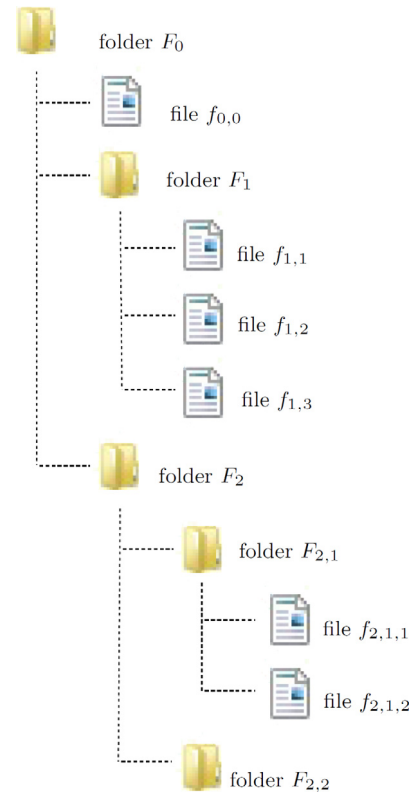 folder F₀
file f₀,₀
folder F₁
file f₁,₁
file f₁,₂
file f₁,₃
folder F₂
folder F₂,₁
file f₂,₁,₁
file f₂,₁,₂
folder F₂,₂